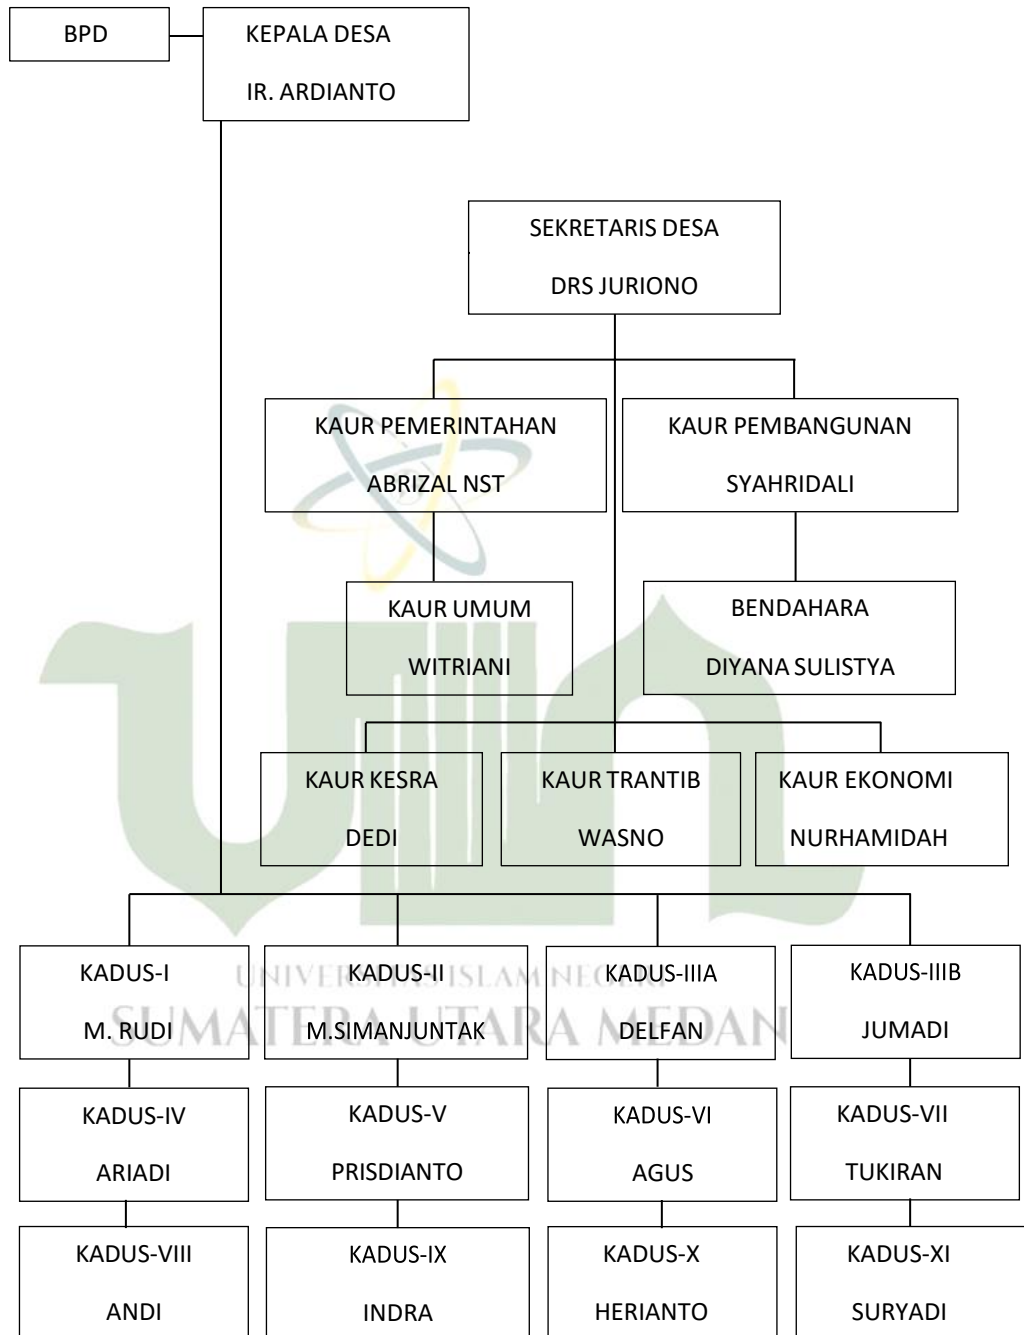 BPD
KEPALA DESA
IR. ARDIANTO
SEKRETARIS DESA
DRS JURIONO
KAUR PEMERINTAHAN
ABRIZAL NST
KAUR PEMBANGUNAN
SYAHRIDALI
KAUR UMUM
WITRIANI
BENDAHARA
DIYANA SULISTYA
KAUR KESRA
DEDI
KAUR TRANTIB
WASNO
KAUR EKONOMI
NURHAMIDAH
KADUS-I
M. RUDI
KADUS-II
M.SIMANJUNTAK
KADUS-IIIA
DELFAN
KADUS-IIIB
JUMADI
UNIVERSITAS ISLAM NEGERI
SUMATERA UTARA MEDAN
KADUS-IV
ARIADI
KADUS-V
PRISDIANTO
KADUS-VI
AGUS
KADUS-VII
TUKIRAN
KADUS-VIII
ANDI
KADUS-IX
INDRA
KADUS-X
HERIANTO
KADUS-XI
SURYADI